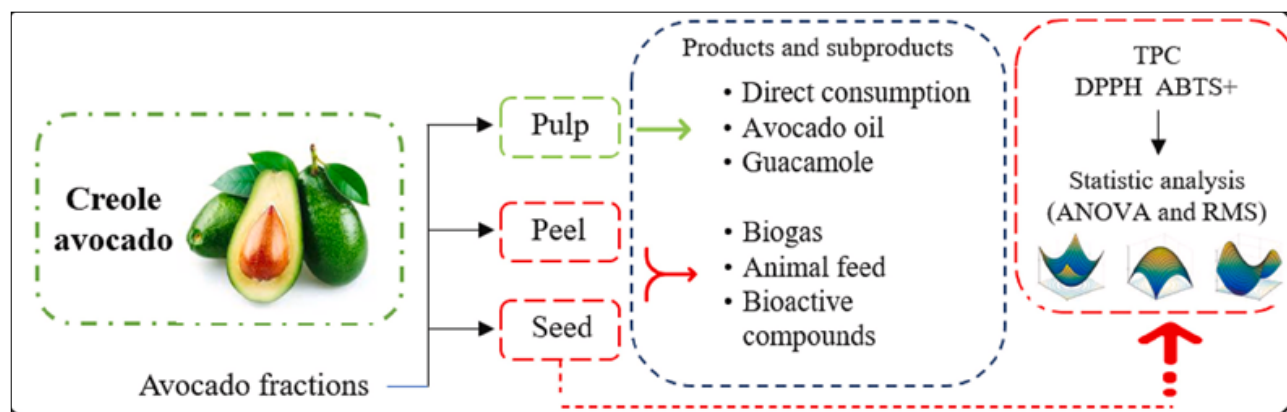 Creole
avocado
Avocado fractions
Pulp
Peel
Seed
Products and subproducts
• Direct consumption
• Avocado oil
• Guacamole
• Biogas
• Animal feed
• Bioactive
compounds
TPC
DPPH ABTS+
Statistic analysis
(ANOVA and RMS)